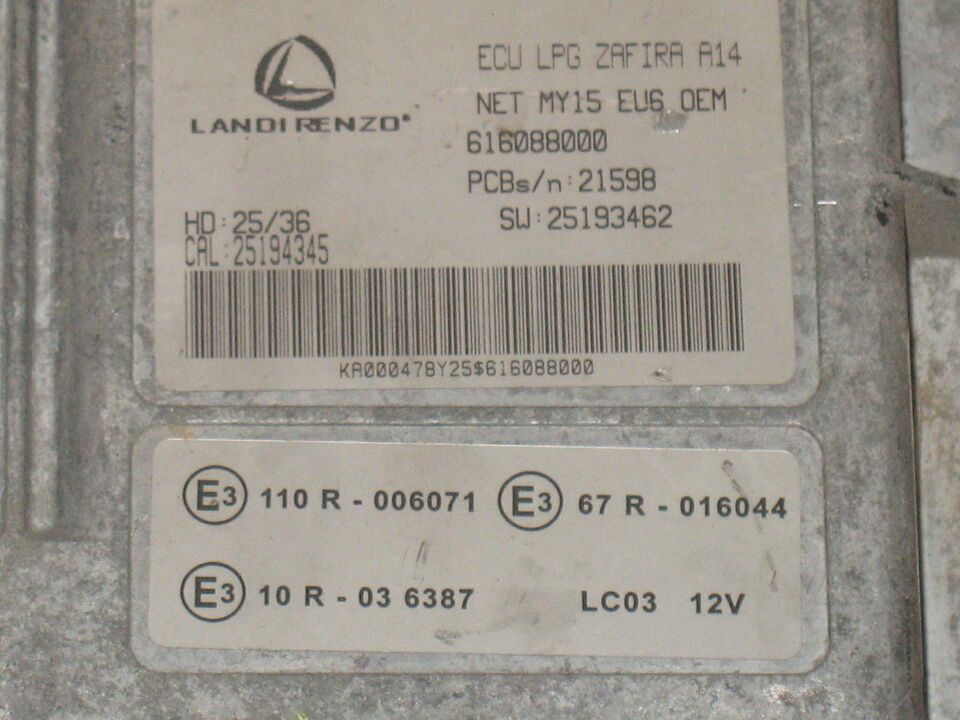 LANDIRENZO®
ECU LPG ZAFIRA A14
NET MY15 EU6 OEM
616088000
PCBs/n:21598
HD:25/36
SW:25193462
CAL:25194345
KA000478Y25$616088000
E3 110 R - 006071
E3 67 R - 016044
E3 10 R - 03 6387
LC03 12V